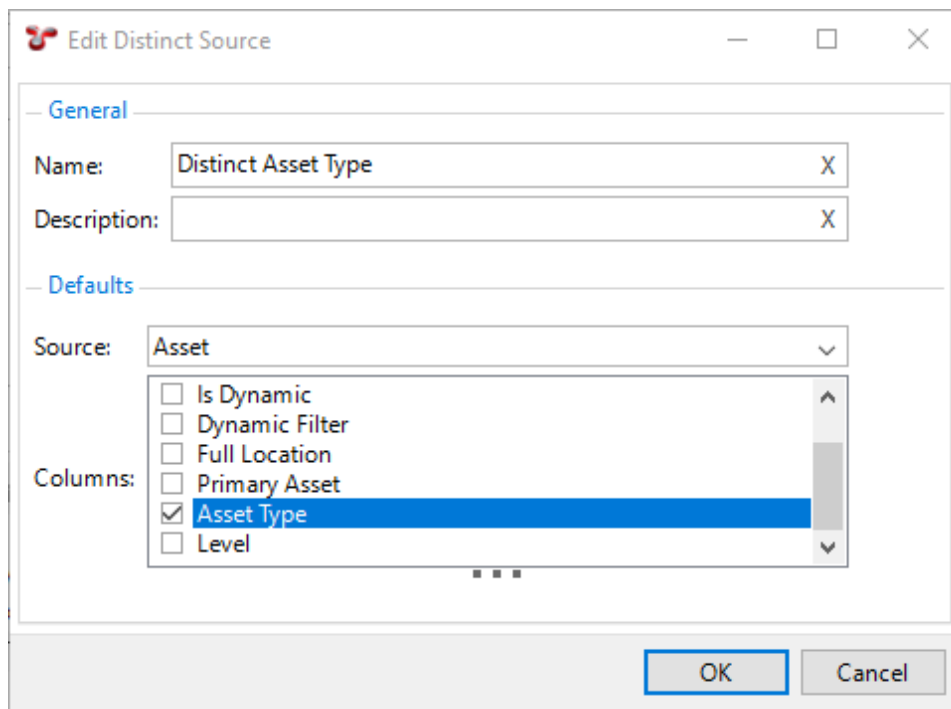 Edit Distinct Source
General
Name: Distinct Asset Type X
Description: X
Defaults
Source: Asset
Is Dynamic
Dynamic Filter
Full Location
Columns: Primary Asset
Asset Type
Level
OK Cancel